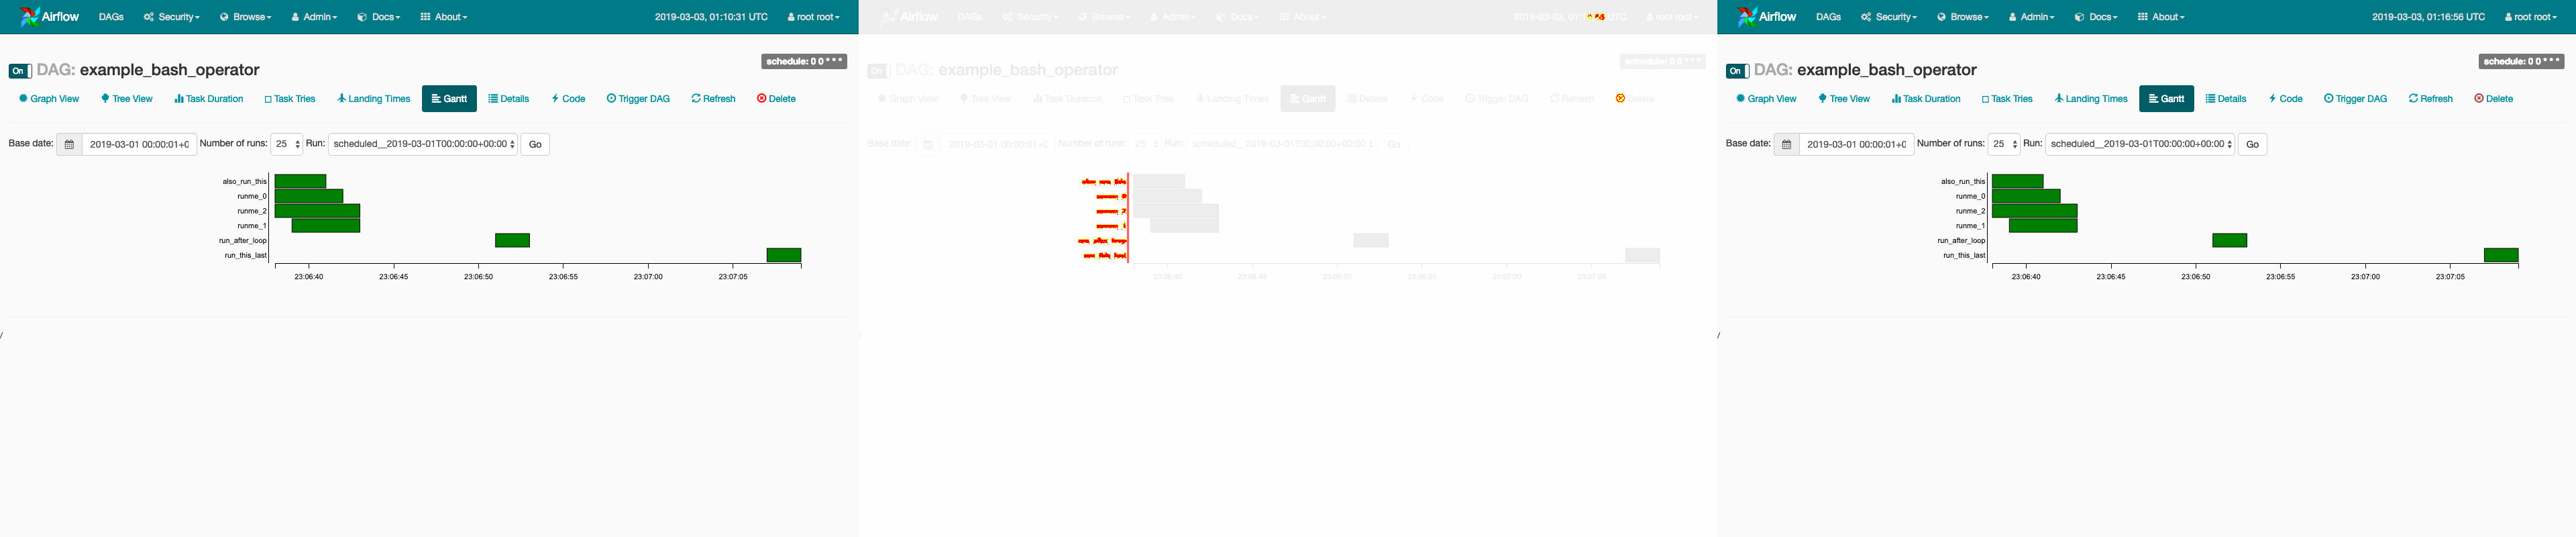 Airflow DAGs Security Browse Admin Docs About 2019-03-03, 01:10:31 UTC root root
schedule: 0 0 * * *
On DAG: example_bash_operator
Graph View Tree View Task Duration Task Tries Landing Times Gantt Details Code Trigger DAG Refresh Delete
Base date: 2019-03-01 00:00:01+0 Number of runs: 25 Run: scheduled__2019-03-01T00:00:00+00:00 Go
also_run_this
runme_0
runme_2
runme_1
run_after_loop
run_this_last
23:06:40 23:06:45 23:06:50 23:06:55 23:07:00 23:07:05
/
Airflow DAGs Security Browse Admin Docs About 2019-03-03, UTC root root
schedule: 0 0 * * *
On DAG: example_bash_operator
Graph View Tree View Task Duration Task Tries Landing Times Gantt Details Code Trigger DAG Refresh Delete
Base date: 2019-03-01 00:00:01+0 Number of runs: 25 Run: scheduled__2019-03-01T00:00:00+00:00 Go
23:06:40 23:06:45 23:06:50 23:06:55 23:07:00 23:07:05
Airflow DAGs Security Browse Admin Docs About 2019-03-03, 01:16:56 UTC root root
schedule: 0 0 * * *
On DAG: example_bash_operator
Graph View Tree View Task Duration Task Tries Landing Times Gantt Details Code Trigger DAG Refresh Delete
Base date: 2019-03-01 00:00:01+0 Number of runs: 25 Run: scheduled__2019-03-01T00:00:00+00:00 Go
also_run_this
runme_0
runme_2
runme_1
run_after_loop
run_this_last
23:06:40 23:06:45 23:06:50 23:06:55 23:07:00 23:07:05
/